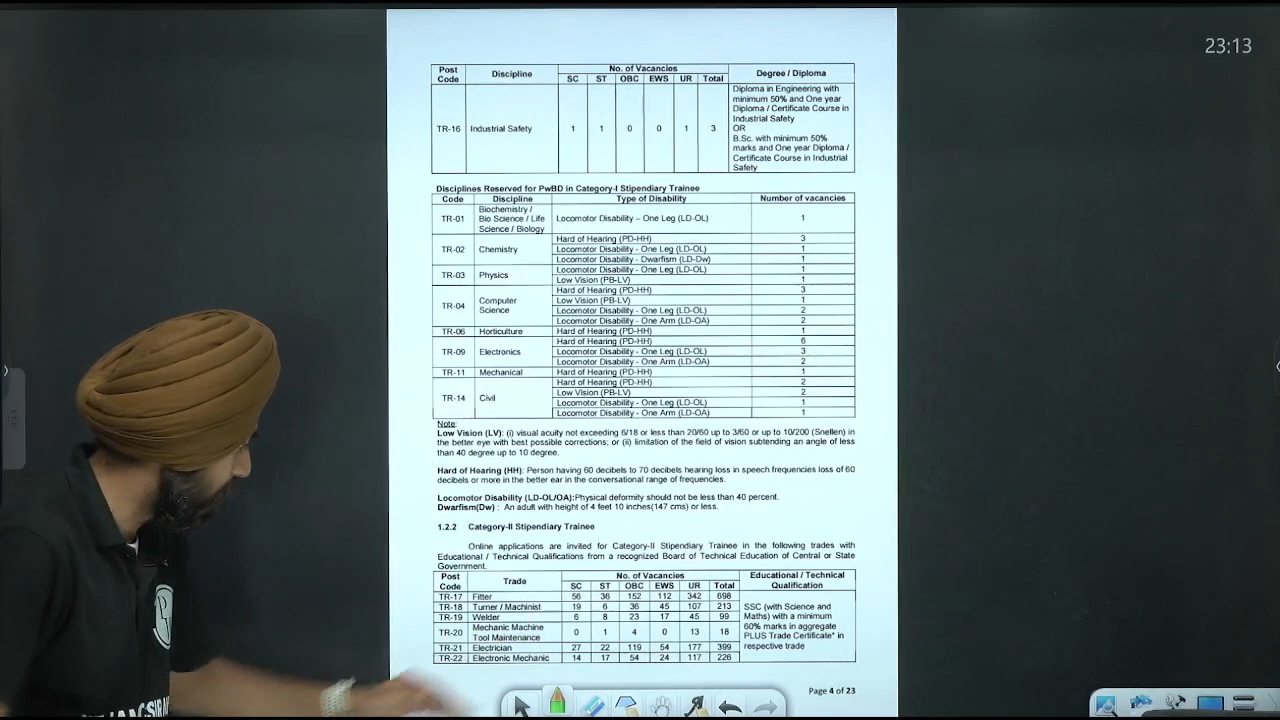 23:13
Post Code Discipline No. of Vacancies Degree / Diploma
SC ST OBC EWS UR Total
TR-16 Industrial Safety 1 1 0 0 1 3
Diploma in Engineering with
minimum 50% and One year
Diploma / Certificate Course in
Industrial Safety
OR
B.Sc. with minimum 50%
marks and One year Diploma /
Certificate Course in Industrial
Safety
Disciplines Reserved for PwBD in Category-I Stipendiary Trainee
Code Discipline Type of Disability Number of vacancies
TR-01 Biochemistry / Bio Science / Life Science / Biology Locomotor Disability – One Leg (LD-OL) 1
TR-02 Chemistry Hard of Hearing (PD-HH) 3
Locomotor Disability - One Leg (LD-OL) 1
Locomotor Disability - Dwarfism (LD-Dw) 1
TR-03 Physics Locomotor Disability - One Leg (LD-OL) 1
Low Vision (PB-LV) 1
TR-04 Computer Science Hard of Hearing (PD-HH) 3
Low Vision (PB-LV) 1
Locomotor Disability - One Leg (LD-OL) 2
Locomotor Disability - One Arm (LD-OA) 2
TR-06 Horticulture Hard of Hearing (PD-HH) 1
TR-09 Electronics Hard of Hearing (PD-HH) 6
Locomotor Disability - One Leg (LD-OL) 3
Locomotor Disability - One Arm (LD-OA) 2
TR-11 Mechanical Hard of Hearing (PD-HH) 1
TR-14 Civil Hard of Hearing (PD-HH) 2
Low Vision (PB-LV) 2
Locomotor Disability - One Leg (LD-OL) 1
Locomotor Disability - One Arm (LD-OA) 1
Note:
Low Vision (LV): (i) visual acuity not exceeding 6/18 or less than 20/60 up to 3/60 or up to 10/200 (Snellen) in
the better eye with best possible corrections; or (ii) limitation of the field of vision subtending an angle of less
than 40 degree up to 10 degree.
Hard of Hearing (HH): Person having 60 decibels to 70 decibels hearing loss in speech frequencies loss of 60
decibels or more in the better ear in the conversational range of frequencies.
Locomotor Disability (LD-OL/OA):Physical deformity should not be less than 40 percent.
Dwarfism(Dw) : An adult with height of 4 feet 10 inches(147 cms) or less.
1.2.2 Category-II Stipendiary Trainee
Online applications are invited for Category-II Stipendiary Trainee in the following trades with
Educational / Technical Qualifications from a recognized Board of Technical Education of Central or State
Government.
Post Code Trade No. of Vacancies Educational / Technical Qualification
SC ST OBC EWS UR Total
TR-17 Fitter 56 36 152 112 342 698
TR-18 Turner / Machinist 19 6 36 45 107 213
TR-19 Welder 6 8 23 17 45 99
TR-20 Mechanic Machine Tool Maintenance 0 1 4 0 13 18
TR-21 Electrician 27 22 119 54 177 399
TR-22 Electronic Mechanic 14 17 54 24 117 226
SSC (with Science and
Maths) with a minimum
60% marks in aggregate
PLUS Trade Certificate* in
respective trade
Page 4 of 23